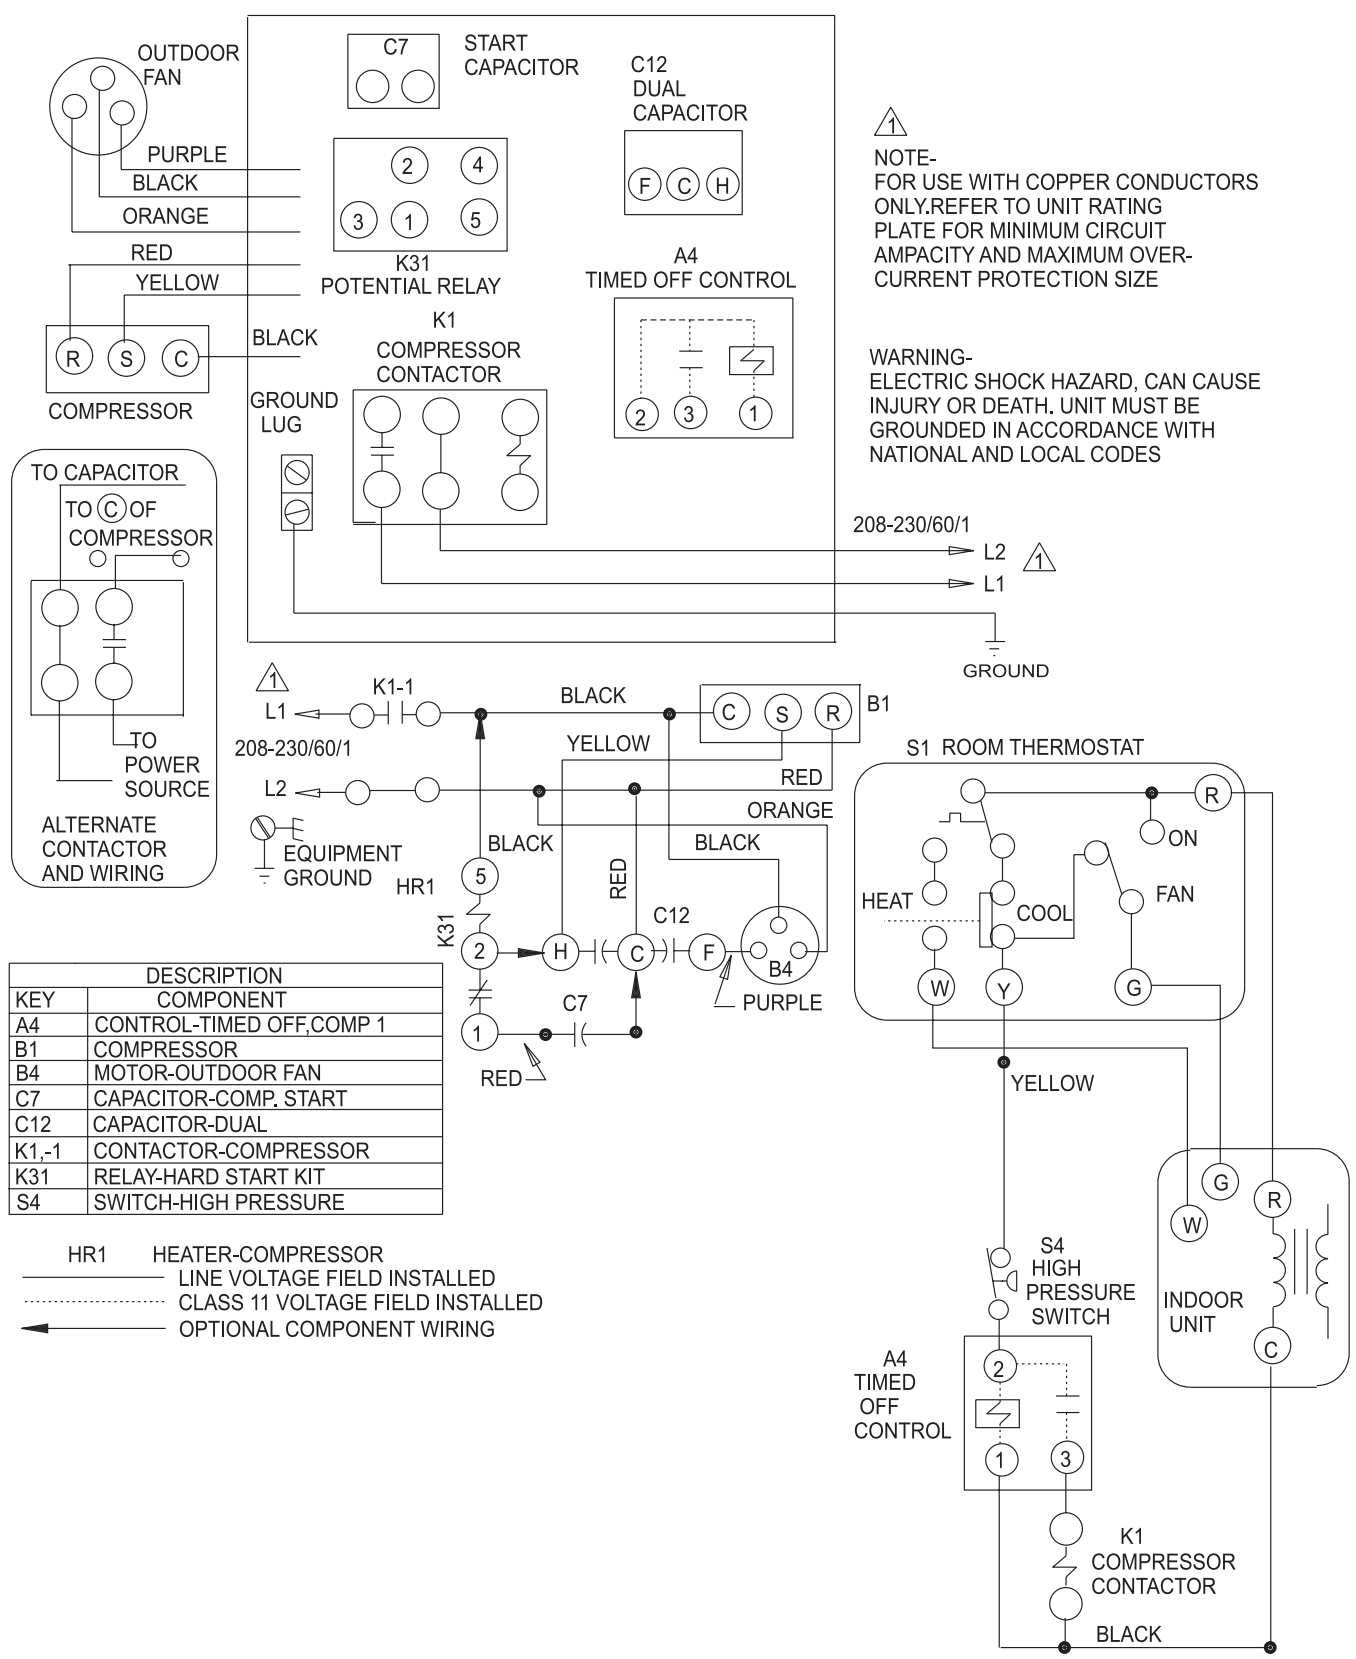 OUTDOOR
FAN
PURPLE
BLACK
ORANGE
RED
YELLOW
BLACK
R S C
COMPRESSOR
C7
START
CAPACITOR
2 4
3 1 5
K31
POTENTIAL RELAY
C12
DUAL
CAPACITOR
F C H
A4
TIMED OFF CONTROL
2 3 1
K1
COMPRESSOR
CONTACTOR
GROUND
LUG
1
NOTE-
FOR USE WITH COPPER CONDUCTORS
ONLY.REFER TO UNIT RATING
PLATE FOR MINIMUM CIRCUIT
AMPACITY AND MAXIMUM OVER-
CURRENT PROTECTION SIZE
WARNING-
ELECTRIC SHOCK HAZARD, CAN CAUSE
INJURY OR DEATH. UNIT MUST BE
GROUNDED IN ACCORDANCE WITH
NATIONAL AND LOCAL CODES
208-230/60/1
L2
L1
1
GROUND
TO CAPACITOR
TO C OF
COMPRESSOR
TO
POWER
SOURCE
ALTERNATE
CONTACTOR
AND WIRING
1
L1
K1-1
BLACK
C S R B1
208-230/60/1
YELLOW
RED
L2
ORANGE
EQUIPMENT
GROUND
BLACK
RED
BLACK
HR1
5
K31
C12
2 H C F
B4
PURPLE
1
C7
RED
S1 ROOM THERMOSTAT
R
ON
HEAT
COOL
FAN
W Y G
YELLOW
G
R
W
INDOOR
UNIT
C
S4
HIGH
PRESSURE
SWITCH
A4
TIMED
OFF
CONTROL
2
1 3
K1
COMPRESSOR
CONTACTOR
BLACK
DESCRIPTION
KEY COMPONENT
A4 CONTROL-TIMED OFF,COMP 1
B1 COMPRESSOR
B4 MOTOR-OUTDOOR FAN
C7 CAPACITOR-COMP. START
C12 CAPACITOR-DUAL
K1,-1 CONTACTOR-COMPRESSOR
K31 RELAY-HARD START KIT
S4 SWITCH-HIGH PRESSURE
HR1 HEATER-COMPRESSOR
LINE VOLTAGE FIELD INSTALLED
CLASS 11 VOLTAGE FIELD INSTALLED
OPTIONAL COMPONENT WIRING